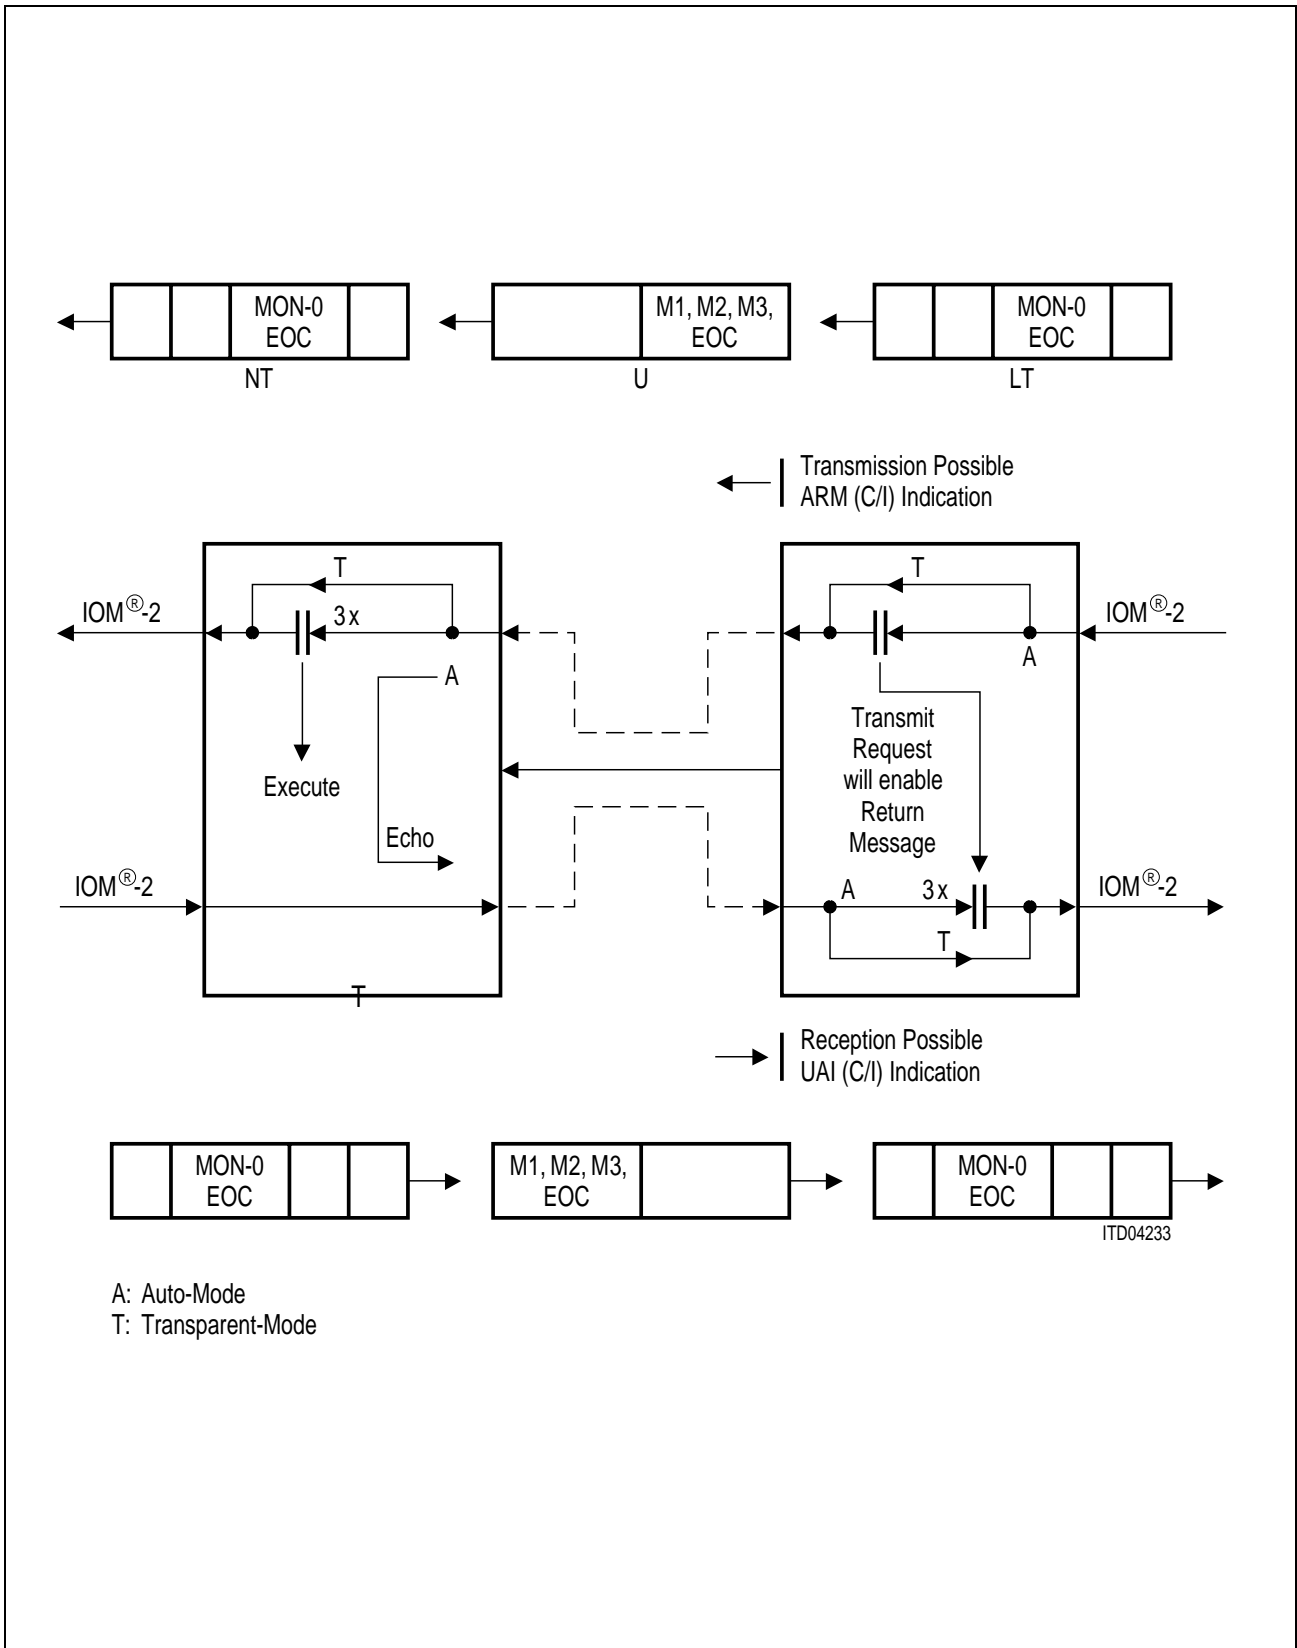 MON-0
EOC
M1, M2, M3,
EOC
MON-0
EOC
NT
U
LT
Transmission Possible
ARM (C/I) Indication
T
T
IOM®-2
3x
IOM®-2
A
A
Transmit
Request
will enable
Return
Message
Execute
Echo
IOM®-2
A
3x
IOM®-2
T
T
Reception Possible
UAI (C/I) Indication
MON-0
EOC
M1, M2, M3,
EOC
MON-0
EOC
ITD04233
A: Auto-Mode
T: Transparent-Mode